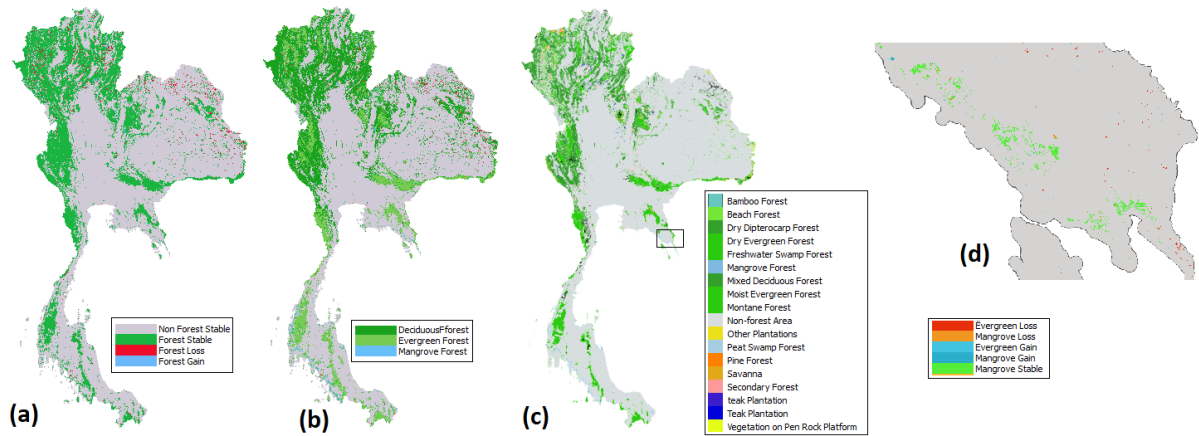 (a)
Non Forest Stable
Forest Stable
Forest Loss
Forest Gain
(b)
DeciduousFforest
Evergreen Forest
Mangrove Forest
(c)
Bamboo Forest
Beach Forest
Dry Dipterocarp Forest
Dry Evergreen Forest
Freshwater Swamp Forest
Mangrove Forest
Mixed Deciduous Forest
Moist Evergreen Forest
Montane Forest
Non-forest Area
Other Plantations
Peat Swamp Forest
Pine Forest
Savanna
Secondary Forest
teak Plantation
Teak Plantation
Vegetation on Pen Rock Platform
(d)
Evergreen Loss
Mangrove Loss
Evergreen Gain
Mangrove Gain
Mangrove Stable